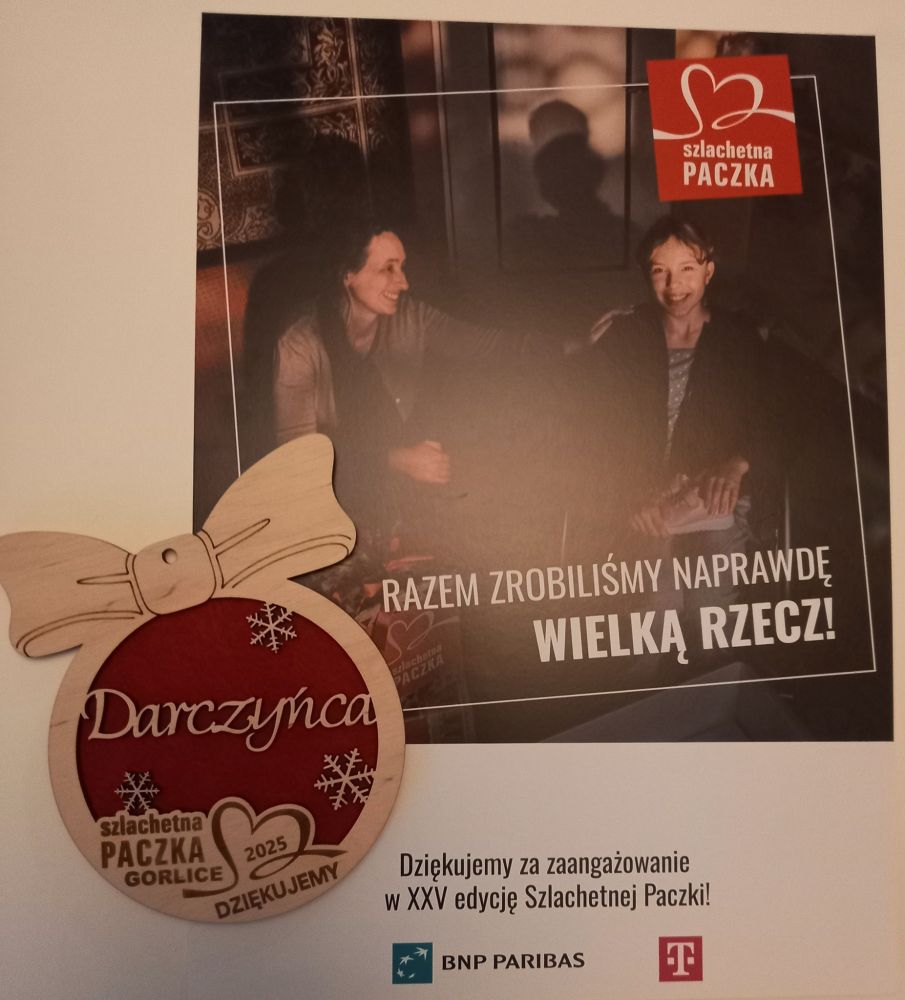 szlachetna
PACZKA
RAZEM ZROBILIŚMY NAPRAWDĘ
WIELKĄ RZECZ!
szlachetna
PACZKA
Darczyńca
szlachetna
PACZKA
GORLICE
2025
DZIĘKUJEMY
Dziękujemy za zaangażowanie
w XXV edycję Szlachetnej Paczki!
BNP PARIBAS
T